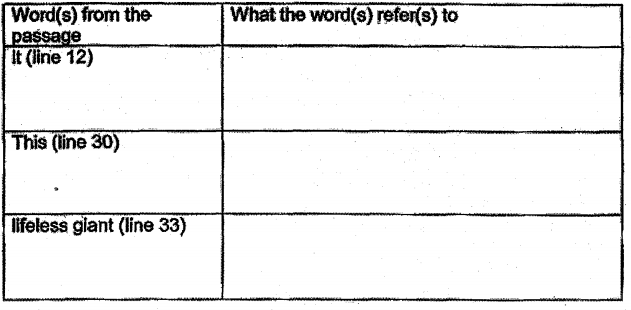 Word(s) from the What the word(s) refer(s) to
passage
It (line 12)
This (line 30)
lifeless giant (line 33)